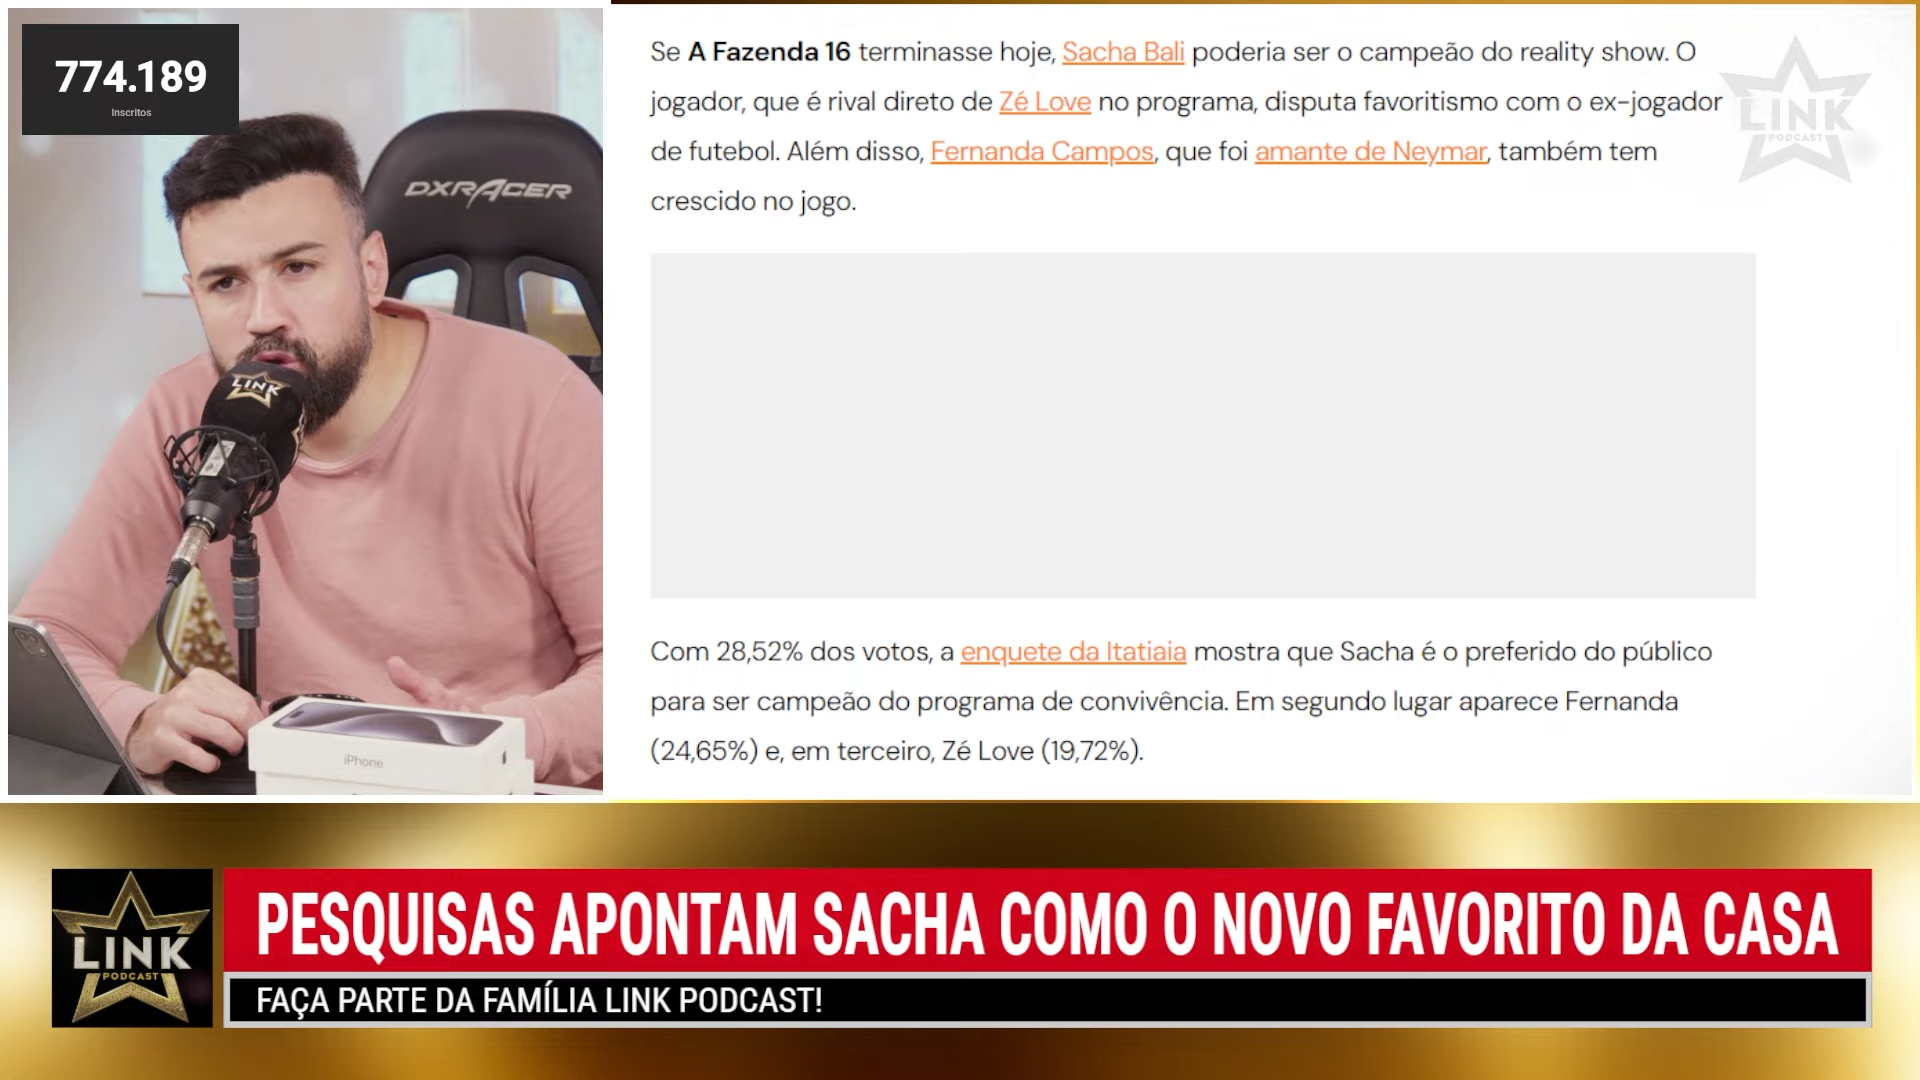 774.189
Inscritos
DXRACER
LINK
iPhone
Se A Fazenda 16 terminasse hoje, Sacha Bali poderia ser o campeão do reality show. O
jogador, que é rival direto de Zé Love no programa, disputa favoritismo com o ex-jogador
de futebol. Além disso, Fernanda Campos, que foi amante de Neymar, também tem
crescido no jogo.
LINK
PODCAST
Com 28,52% dos votos, a enquete da Itatiaia mostra que Sacha é o preferido do público
para ser campeão do programa de convivência. Em segundo lugar aparece Fernanda
(24,65%) e, em terceiro, Zé Love (19,72%).
LINK
PODCAST
PESQUISAS APONTAM SACHA COMO O NOVO FAVORITO DA CASA
FAÇA PARTE DA FAMÍLIA LINK PODCAST!